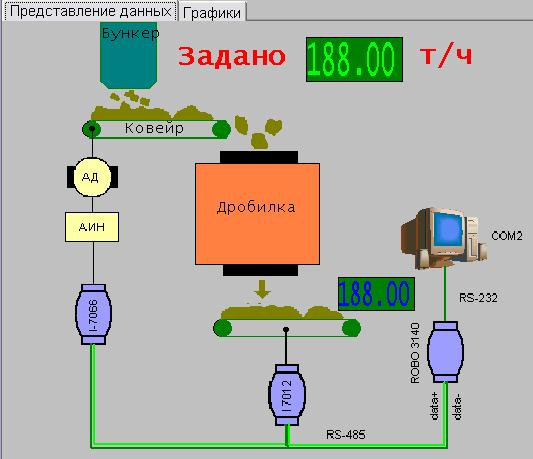 Представление данных
Графики
Бункер
Задано
188.00
т/ч
Ковейр
АД
Дробилка
АИН
COM2
188.00
RS-232
I-7066
ROBO 3140
I 7012
data+
data-
RS-485